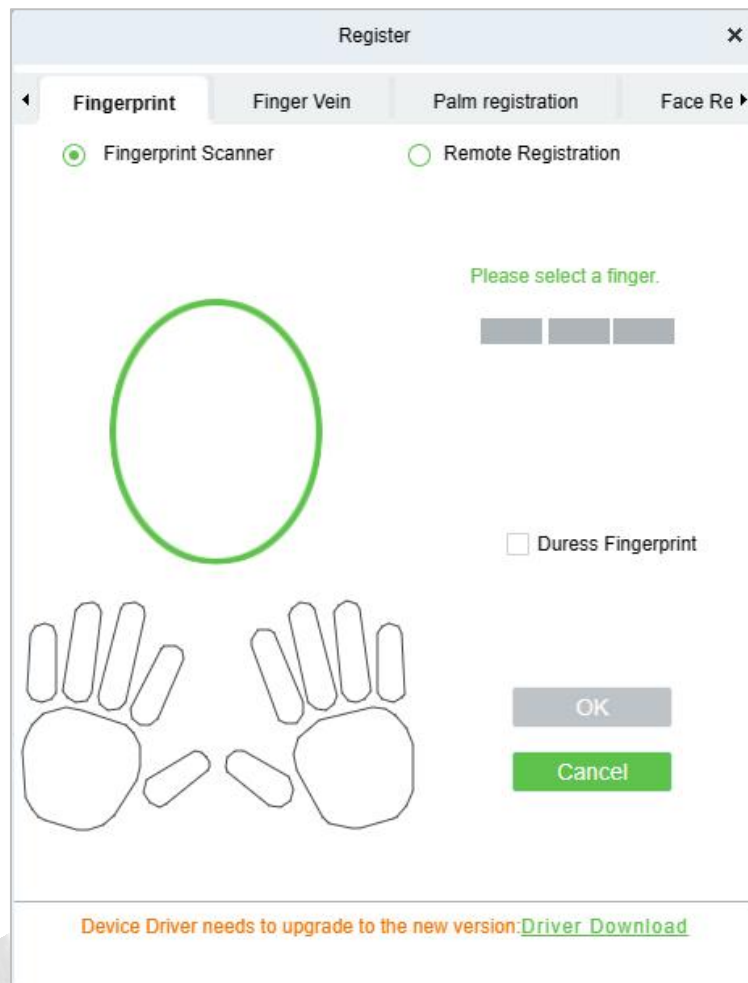 Register
Fingerprint Finger Vein Palm registration Face Re
Fingerprint Scanner Remote Registration
Please select a finger.
Duress Fingerprint
OK
Cancel
Device Driver needs to upgrade to the new version:Driver Download